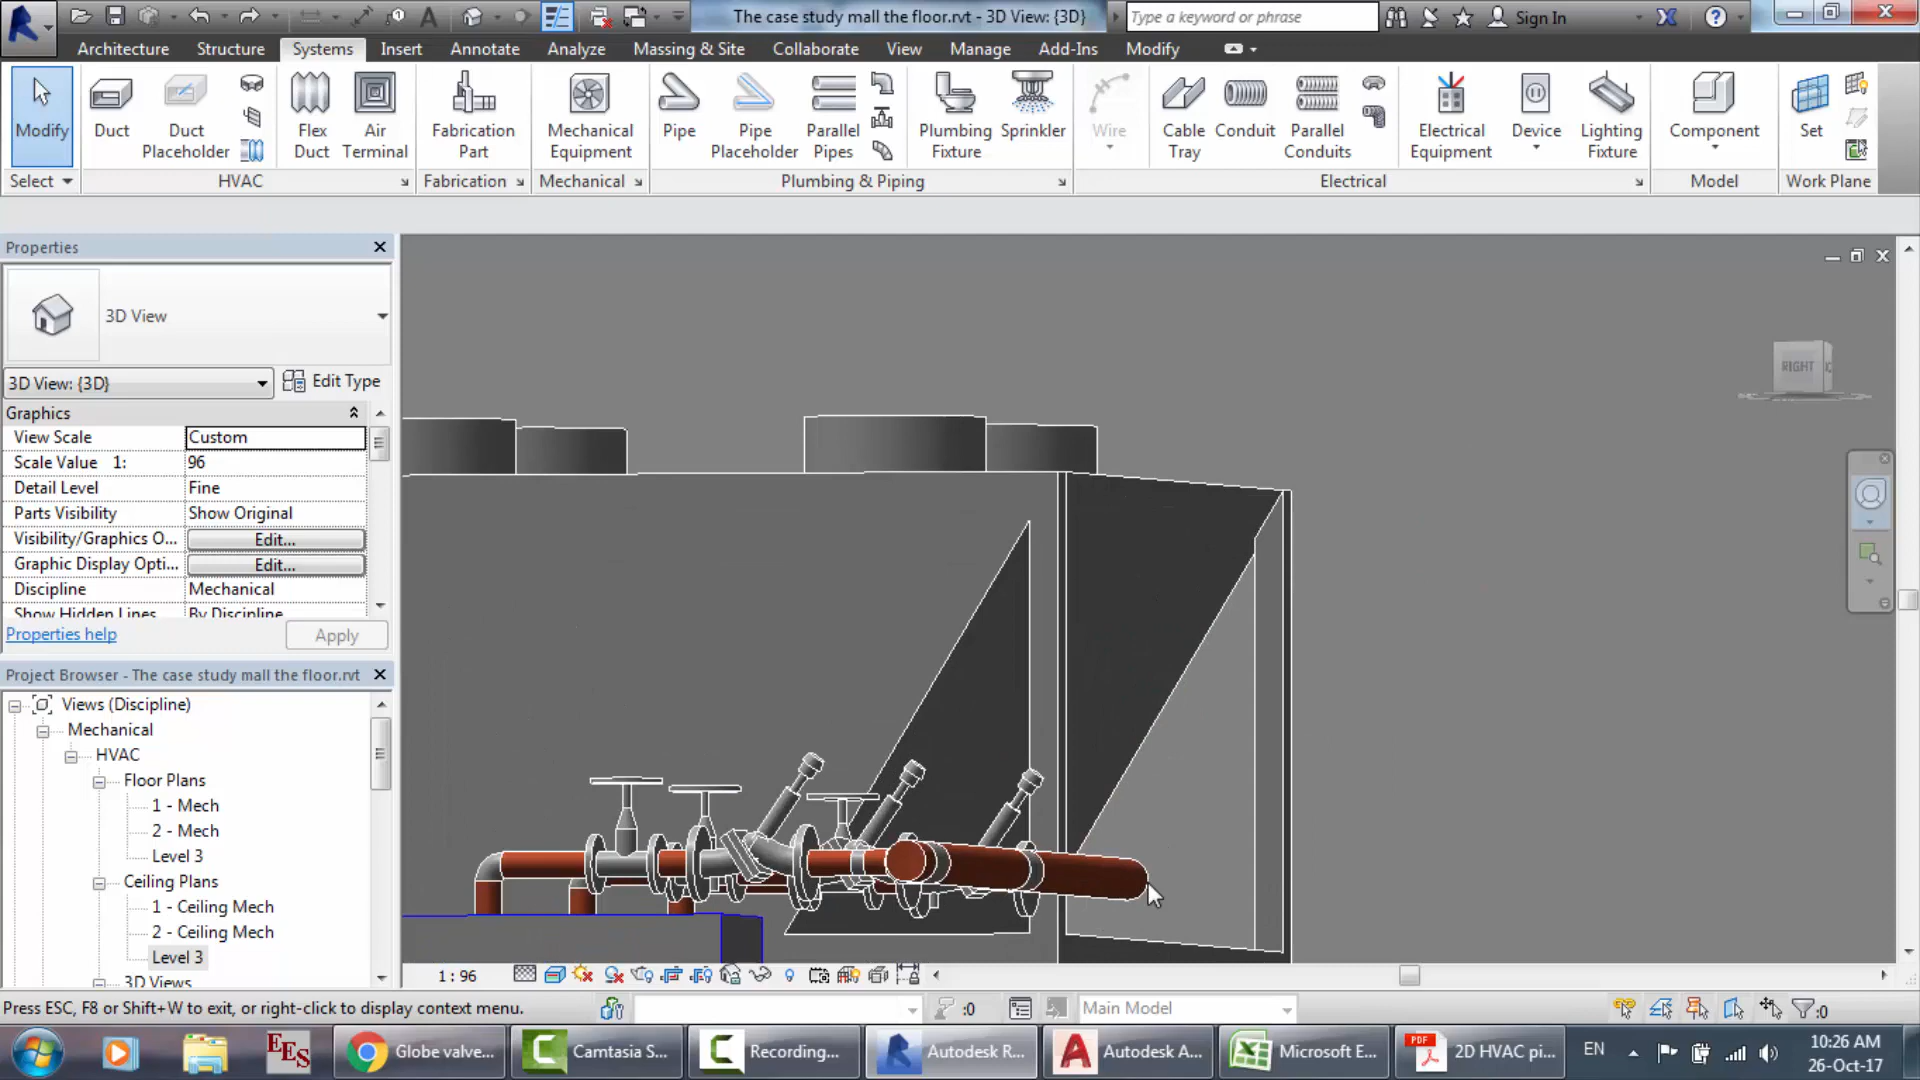 The case study mall the floor.rvt - 3D View: {3D}
Type a keyword or phrase
Sign In
Architecture Structure Systems Insert Annotate Analyze Massing & Site Collaborate View Manage Add-Ins Modify
Modify
Duct
Duct Placeholder
Flex Duct
Air Terminal
Fabrication Part
Mechanical Equipment
Pipe
Pipe Placeholder
Parallel Pipes
Plumbing Fixture
Sprinkler
Wire
Cable Tray
Conduit
Parallel Conduits
Electrical Equipment
Device
Lighting Fixture
Component
Set
Select HVAC Fabrication Mechanical Plumbing & Piping Electrical Model Work Plane
Properties
3D View
3D View: {3D} Edit Type
Graphics
View Scale Custom
Scale Value 1: 96
Detail Level Fine
Parts Visibility Show Original
Visibility/Graphics O... Edit...
Graphic Display Opti... Edit...
Discipline Mechanical
Show Hidden Lines By Discipline
Properties help Apply
Project Browser - The case study mall the floor.rvt
Views (Discipline)
Mechanical
HVAC
Floor Plans
1 - Mech
2 - Mech
Level 3
Ceiling Plans
1 - Ceiling Mech
2 - Ceiling Mech
Level 3
3D Views
RIGHT
1 : 96
Press ESC, F8 or Shift+W to exit, or right-click to display context menu.
:0
Main Model
:0
EES
Globe valve...
Camtasia S...
Recording...
Autodesk R...
Autodesk A...
Microsoft E...
PDF
2D HVAC pi...
EN
10:26 AM
26-Oct-17